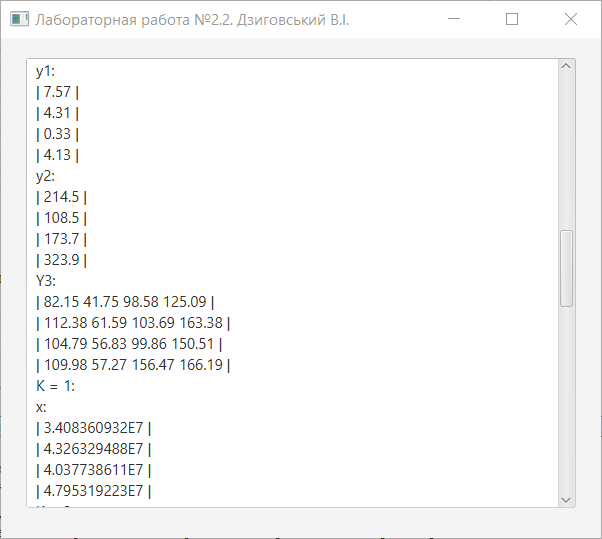 Лабораторная работа №2.2. Дзиговський В.І.
y1:
| 7.57 |
| 4.31 |
| 0.33 |
| 4.13 |
y2:
| 214.5 |
| 108.5 |
| 173.7 |
| 323.9 |
Y3:
| 82.15 41.75 98.58 125.09 |
| 112.38 61.59 103.69 163.38 |
| 104.79 56.83 99.86 150.51 |
| 109.98 57.27 156.47 166.19 |
K = 1:
x:
| 3.408360932E7 |
| 4.326329488E7 |
| 4.037738611E7 |
| 4.795319223E7 |